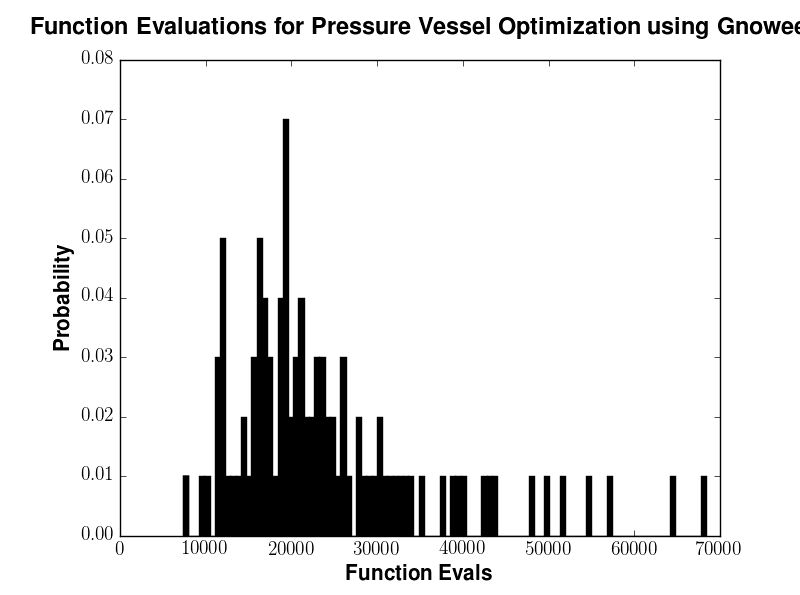 Function Evaluations for Pressure Vessel Optimization using Gnowee
Probability
0.08
0.07
0.06
0.05
0.04
0.03
0.02
0.01
0.00
0 10000 20000 30000 40000 50000 60000 70000
Function Evals